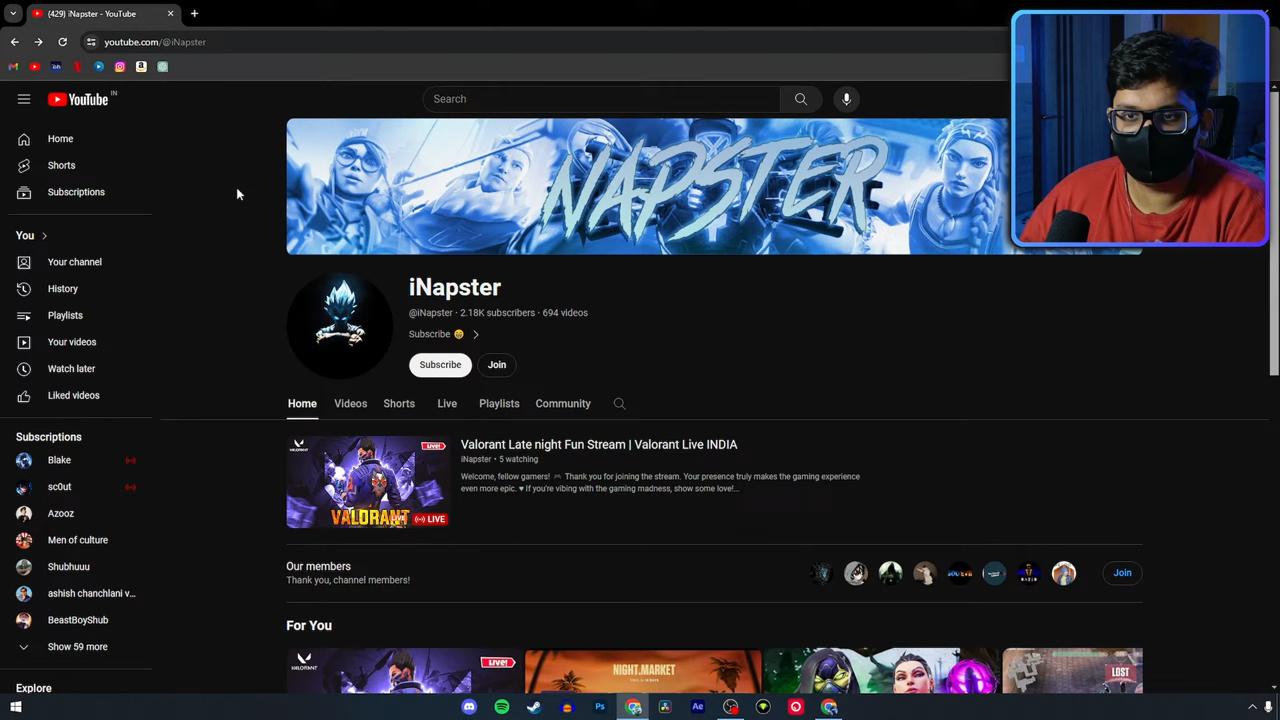 (429) iNapster - YouTube
youtube.com/@iNapster
YouTube IN
Search
Home
Shorts
Subscriptions
You
Your channel
History
Playlists
Your videos
Watch later
Liked videos
Subscriptions
Blake
sc0ut
Azooz
Men of culture
Shubhuuu
ashish chanchlani v...
BeastBoyShub
Show 59 more
Explore
NAPSTER
iNapster
@iNapster · 2.18K subscribers · 694 videos
Subscribe 😁
Subscribe Join
Home Videos Shorts Live Playlists Community
VALORANT
LIVE!
VALORANT
LIVE
Valorant Late night Fun Stream | Valorant Live INDIA
iNapster • 5 watching
Welcome, fellow gamers! 🎮 Thank you for joining the stream. Your presence truly makes the gaming experience
even more epic. ♥ If you're vibing with the gaming madness, show some love!...
Our members
Thank you, channel members!
Join
For You
VALORANT
LIVE!
NIGHT.MARKET
LOST
Ps
Ae